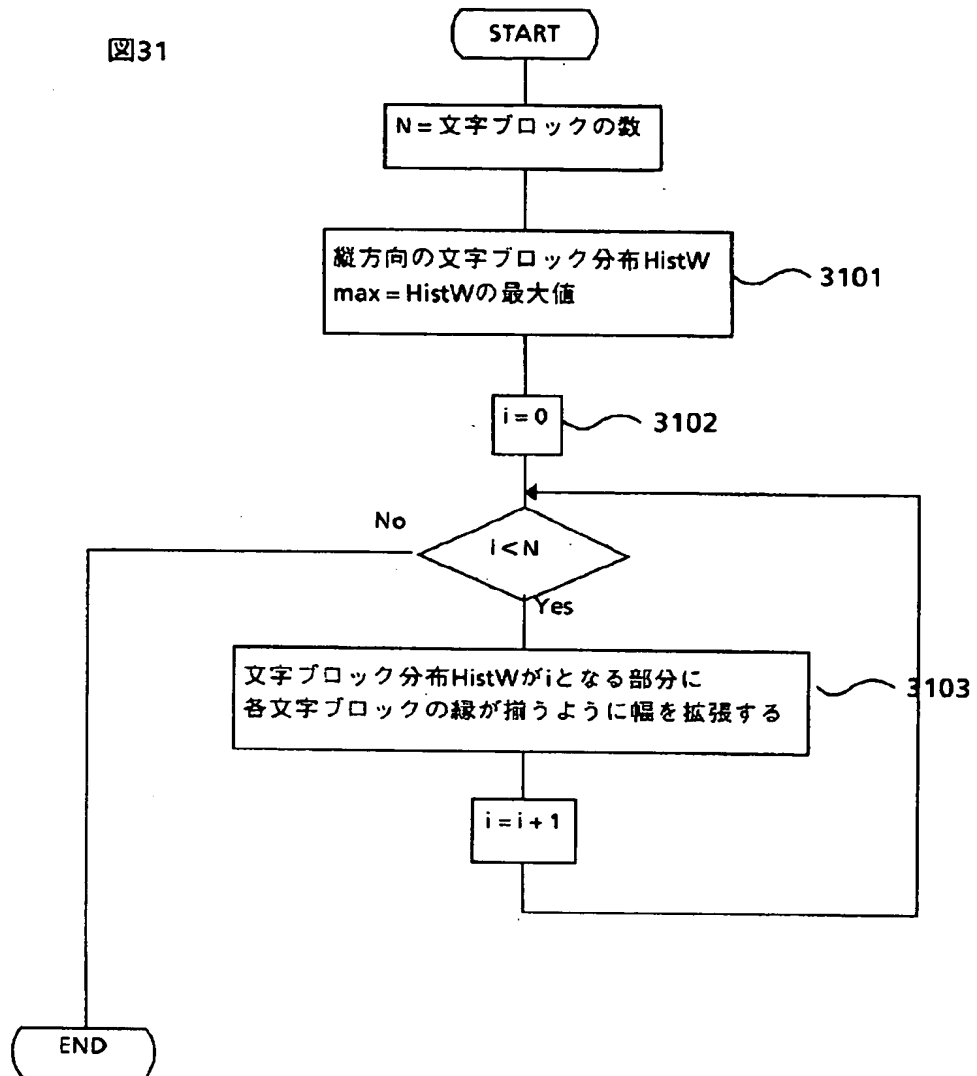 図31
START
N=文字ブロックの数
縦方向の文字ブロック分布HistW
max=HistWの最大値
3101
i=0
3102
No
i<N
Yes
文字ブロック分布HistWがiとなる部分に
各文字ブロックの縁が揃うように幅を拡張する
3103
i=i+1
END